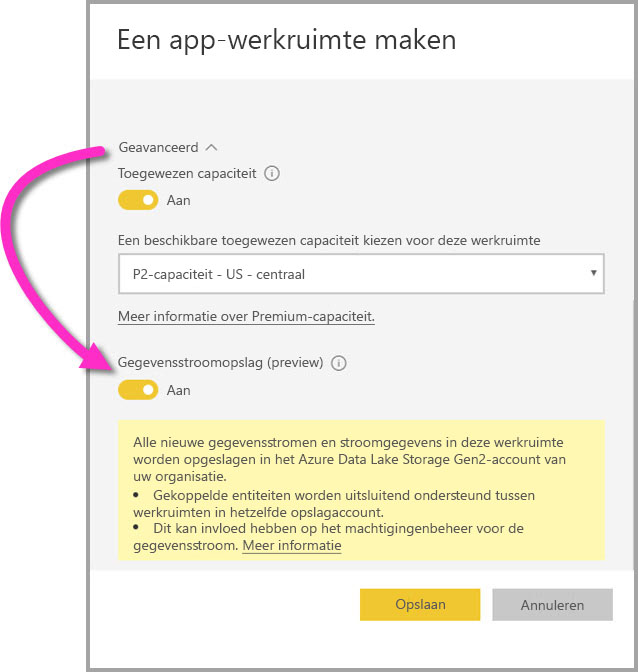 Een app-werkruimte maken
Geavanceerd
Toegewezen capaciteit
Aan
Een beschikbare toegewezen capaciteit kiezen voor deze werkruimte
P2-capaciteit - US - centraal
Meer informatie over Premium-capaciteit.
Gegevensstroomopslag (preview)
Aan
Alle nieuwe gegevensstromen en stroomgegevens in deze werkruimte
worden opgeslagen in het Azure Data Lake Storage Gen2-account van
uw organisatie.
• Gekoppelde entiteiten worden uitsluitend ondersteund tussen
werkruimten in hetzelfde opslagaccount.
• Dit kan invloed hebben op het machtigingenbeheer voor de
gegevensstroom. Meer informatie
Opslaan
Annuleren